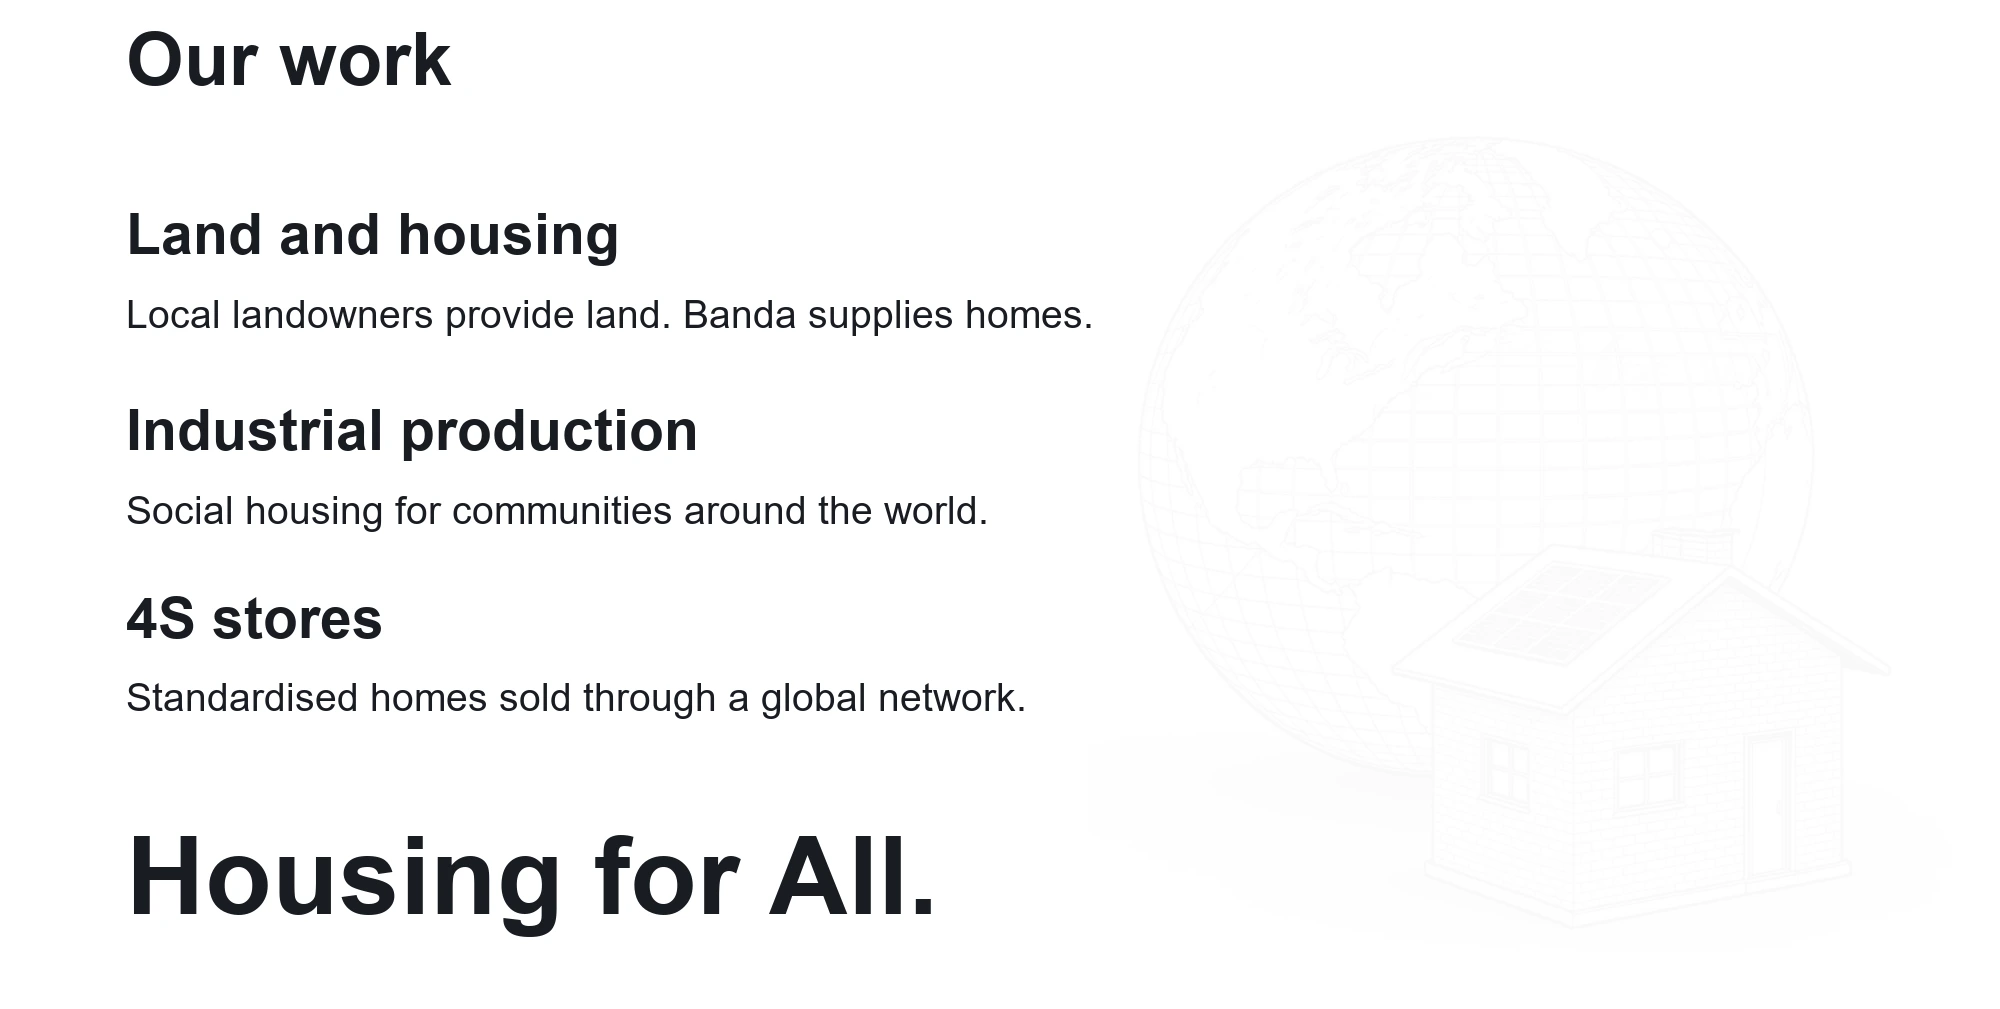 Our work
Land and housing
Local landowners provide land. Banda supplies homes.
Industrial production
Social housing for communities around the world.
4S stores
Standardised homes sold through a global network.
Housing for All.